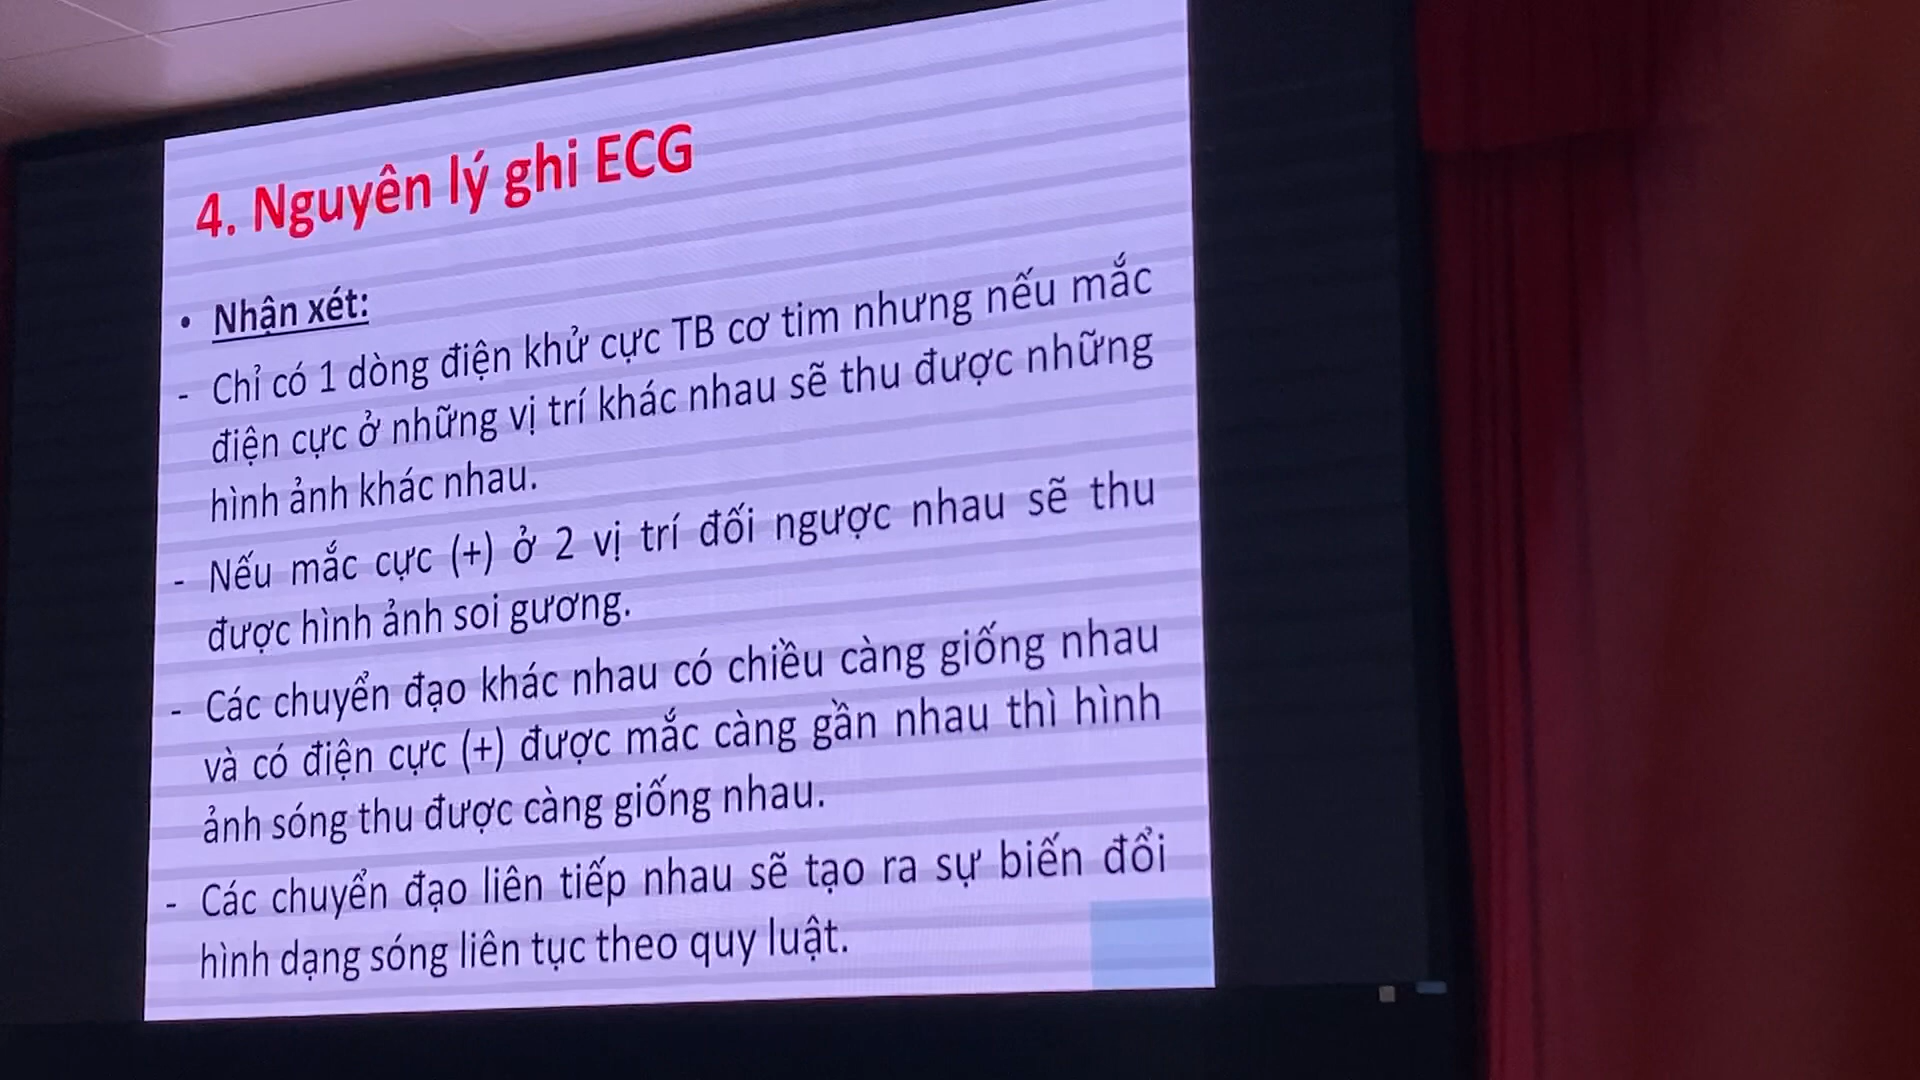 4. Nguyên lý ghi ECG
• Nhận xét:
- Chỉ có 1 dòng điện khử cực TB cơ tim nhưng nếu mắc
điện cực ở những vị trí khác nhau sẽ thu được những
hình ảnh khác nhau.
- Nếu mắc cực (+) ở 2 vị trí đối ngược nhau sẽ thu
được hình ảnh soi gương.
- Các chuyển đạo khác nhau có chiều càng giống nhau
và có điện cực (+) được mắc càng gần nhau thì hình
ảnh sóng thu được càng giống nhau.
- Các chuyển đạo liên tiếp nhau sẽ tạo ra sự biến đổi
hình dạng sóng liên tục theo quy luật.